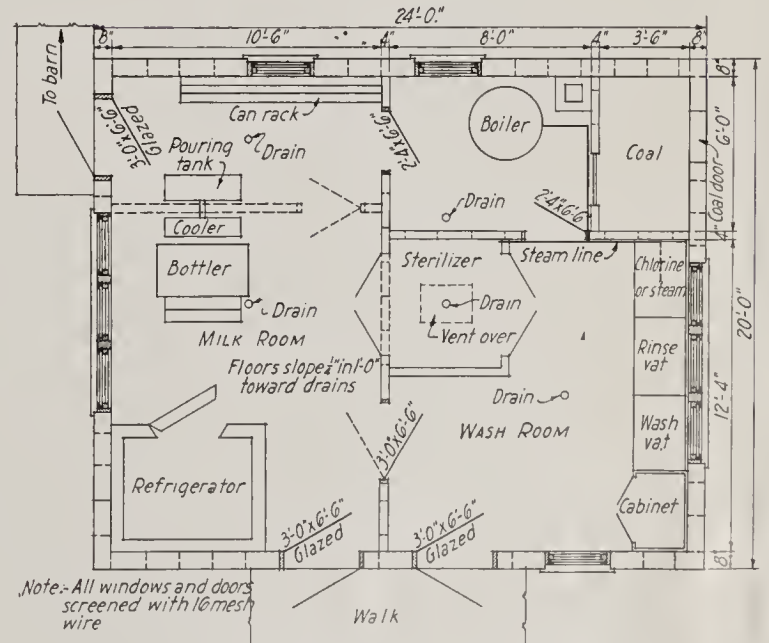 24'-0."
8"
10'-6"
4"
8'-0"
4"
3'-6"
8"
To barn
3'-0"x6'-6"
Glazed
Can rack
Drain
Pouring
tank
2'-4"x6'-6"
Boiler
Coal
8"
Coal door
6'-0"
Drain
2'-4"x6'-6"
4"
Cooler
Bottler
Sterilizer
Steam line
Chlorine
or steam
Drain
Drain
Vent over
MILK ROOM
Floors slope ¼" in 1'-0"
toward drains
Rinse
vat
20'-0"
12'-4"
Drain
WASH ROOM
Wash
vat
3'-0"x6'-6"
Refrigerator
Cabinet
3'-0"x6'-6"
Glazed
3'-0"x6'-6"
Glazed
8"
Note:- All windows and doors
screened with 16 mesh
wire
Walk